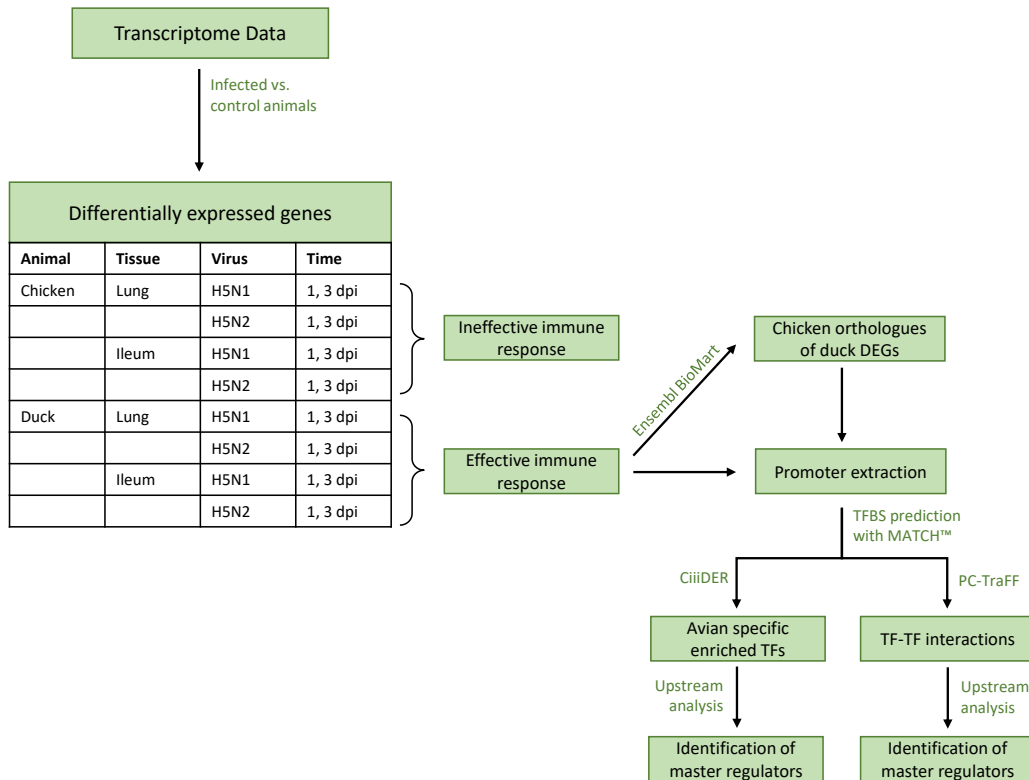 Transcriptome Data
Infected vs.
control animals
Differentially expressed genes
Animal Tissue Virus Time
Chicken Lung H5N1 1, 3 dpi
H5N2 1, 3 dpi
Ileum H5N1 1, 3 dpi
H5N2 1, 3 dpi
Duck Lung H5N1 1, 3 dpi
H5N2 1, 3 dpi
Ileum H5N1 1, 3 dpi
H5N2 1, 3 dpi
Ineffective immune
response
Effective immune
response
Ensembl BioMart
Chicken orthologues
of duck DEGs
Promoter extraction
TFBS prediction
with MATCH™
CiiiDER
PC-TraFF
Avian specific
enriched TFs
TF-TF interactions
Upstream
analysis
Upstream
analysis
Identification of
master regulators
Identification of
master regulators